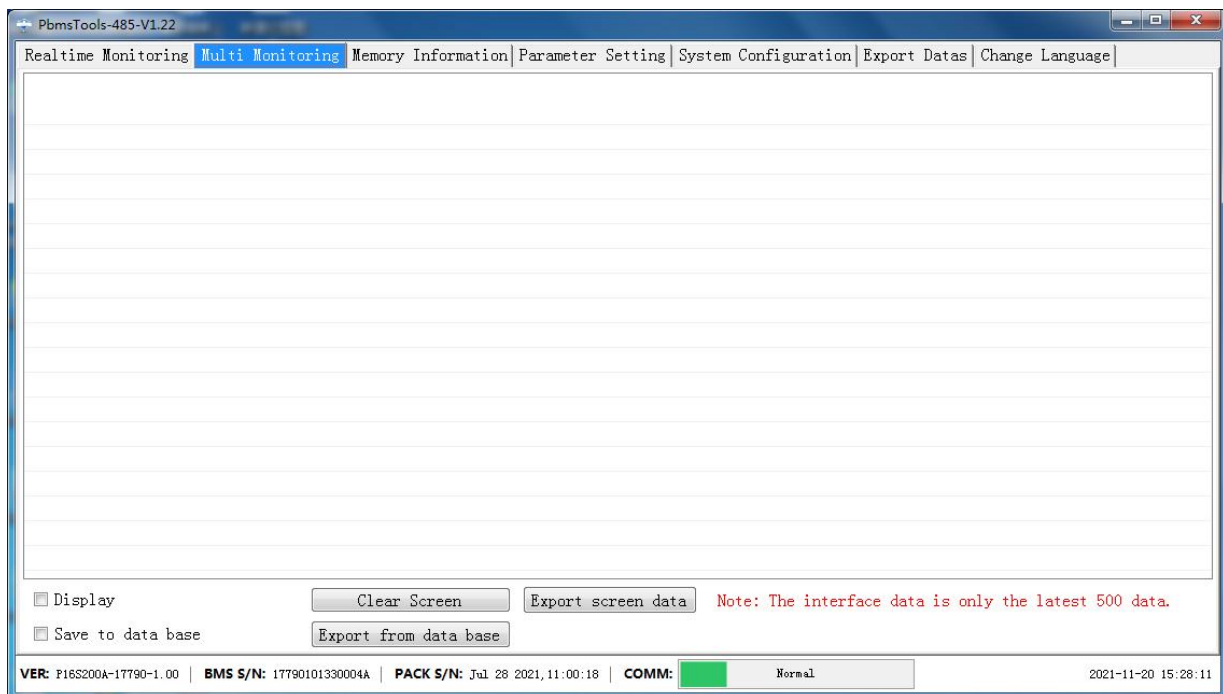 PbmsTools-485-V1.22
Realtime Monitoring Multi Monitoring Memory Information Parameter Setting System Configuration Export Datas Change Language
Display Clear Screen Export screen data Note: The interface data is only the latest 500 data.
Save to data base Export from data base
VER: P16S200A-17790-1.00 BMS S/N: 17790101330004A PACK S/N: Jul 28 2021,11:00:18 COMM: Normal 2021-11-20 15:28:11